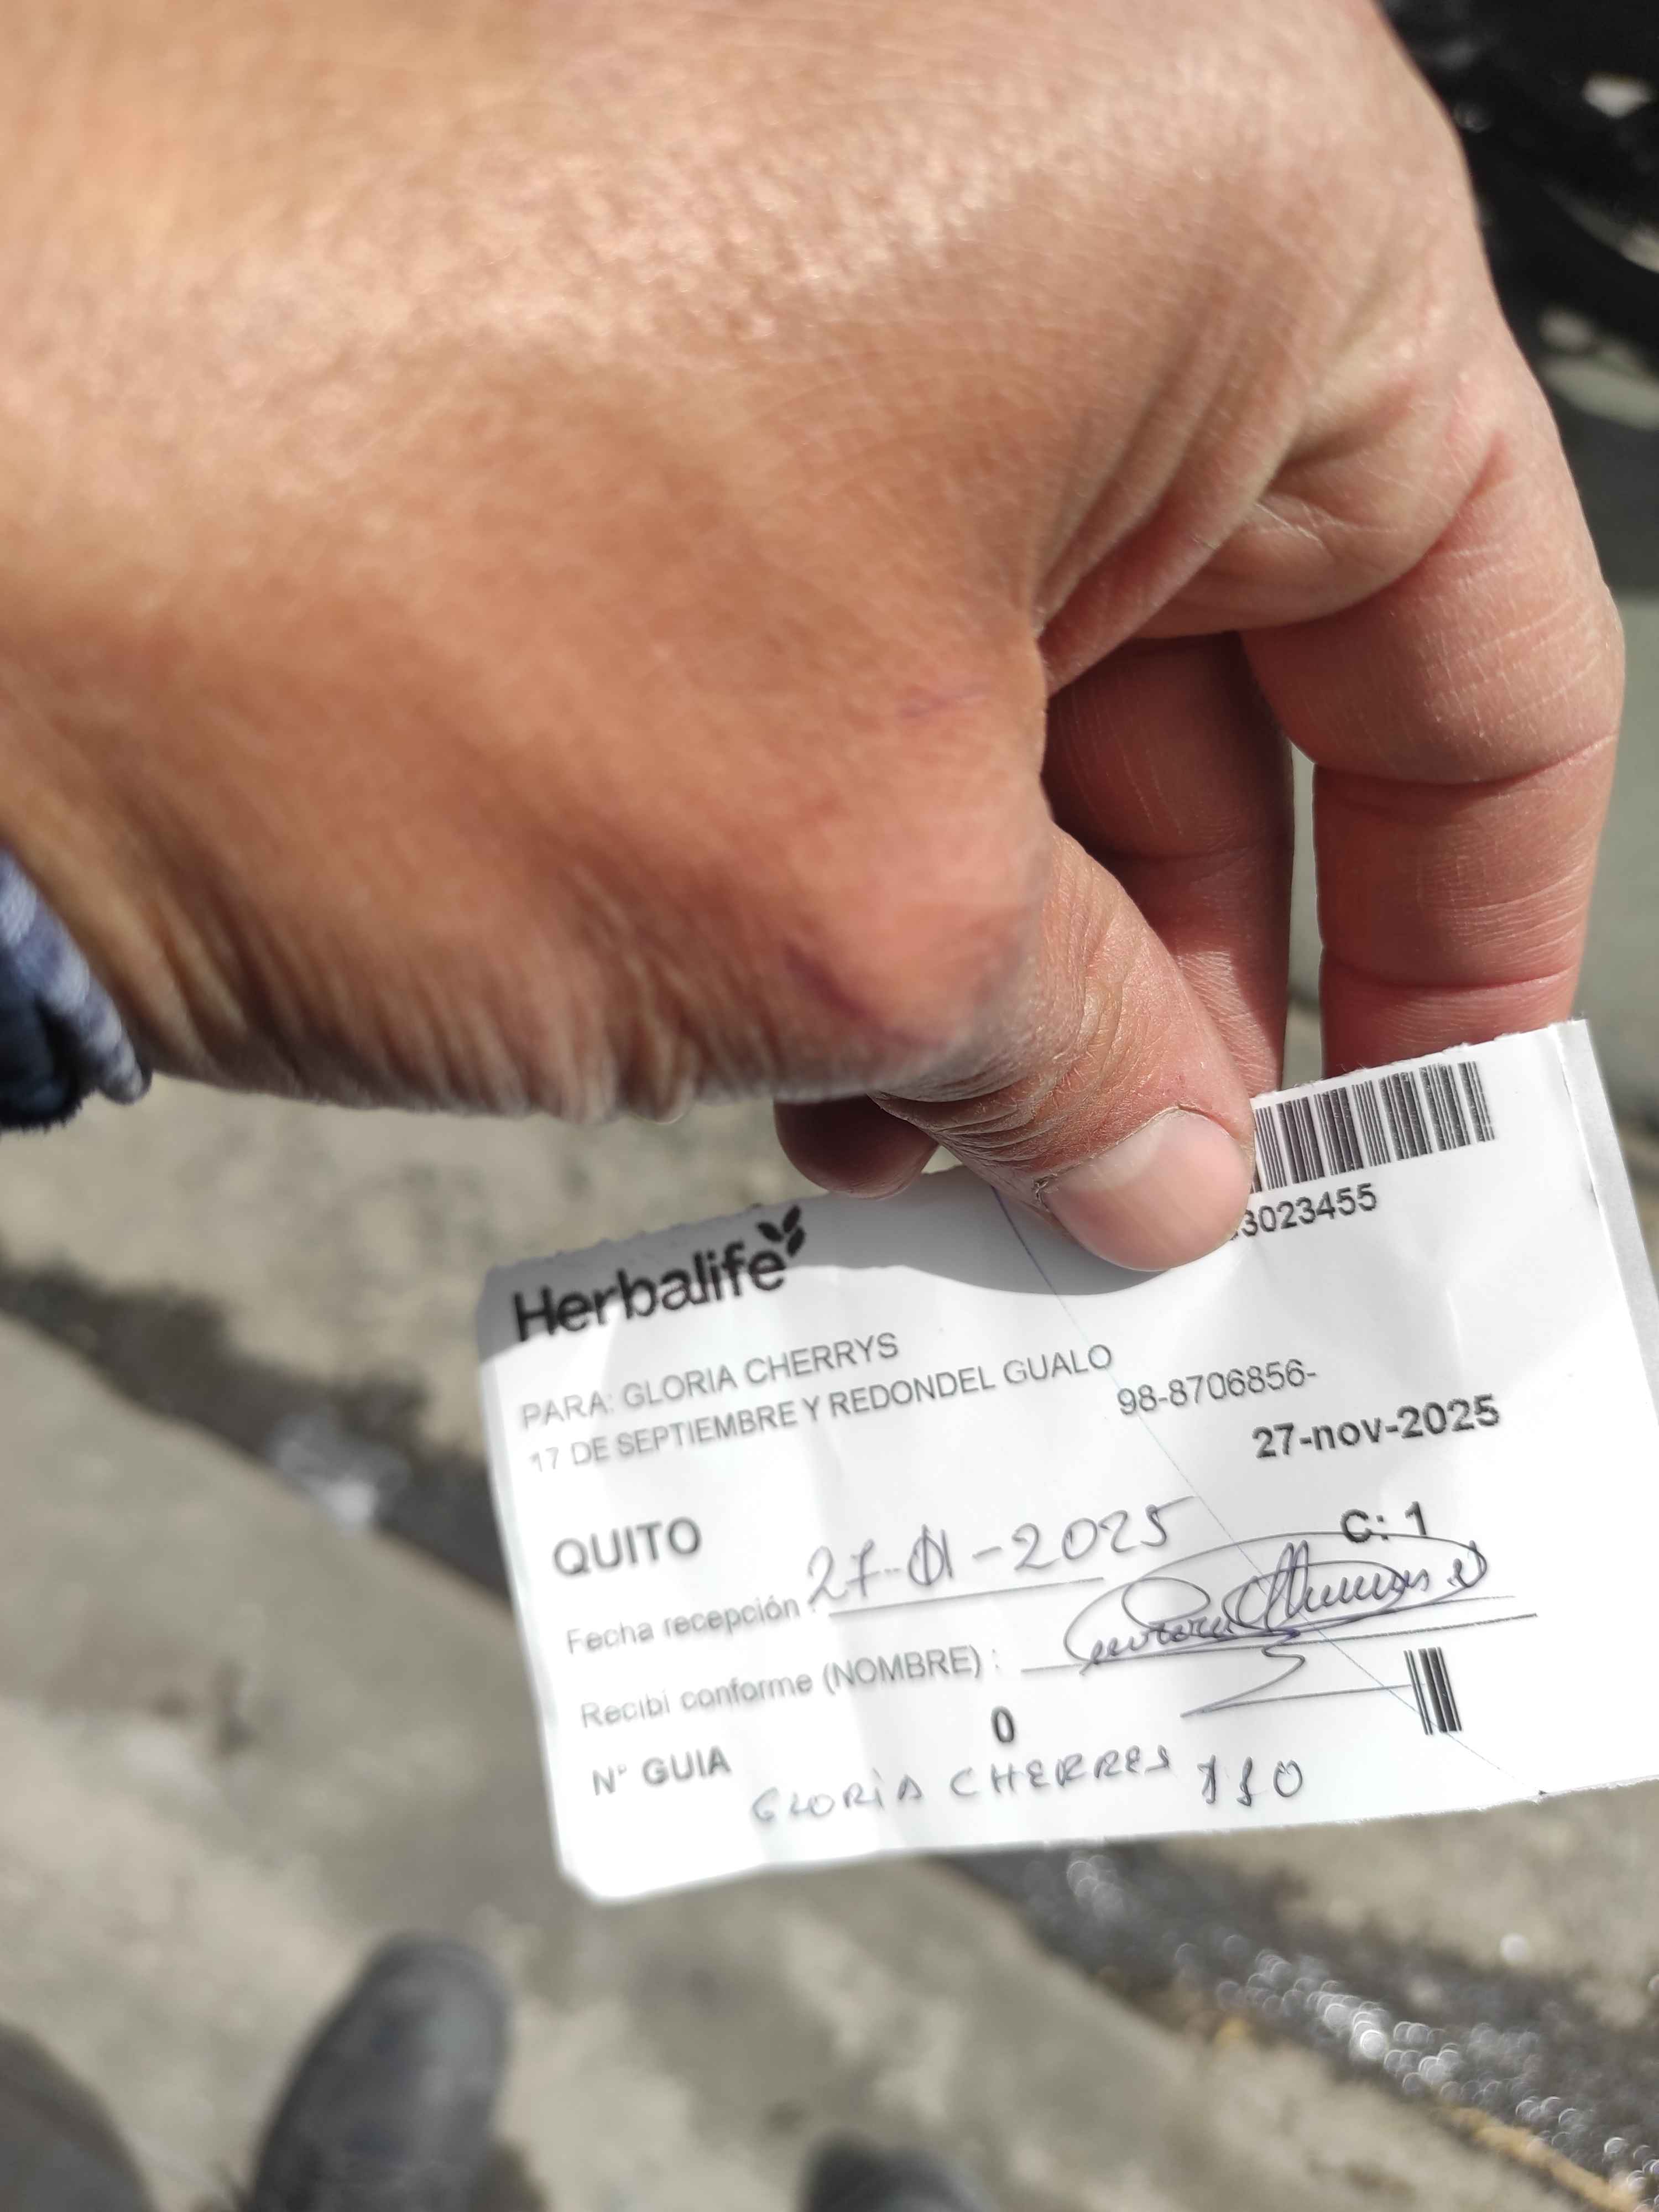 3023455
Herbalife
PARA: GLORIA CHERRYS
17 DE SEPTIEMBRE Y REDONDEL GUALO
98-8706856-
27-nov-2025
QUITO
C: 1
Fecha recepción : 27-01-2025
Recibi conforme (NOMBRE) :
N° GUIA 0
GLORIA CHERRES 110